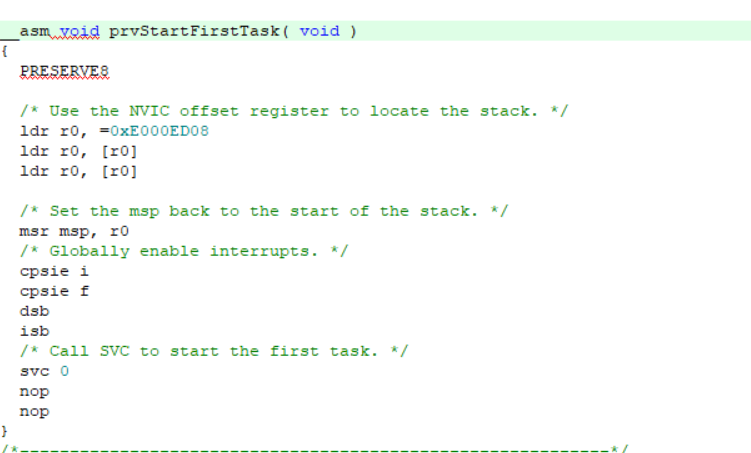 __asm void prvStartFirstTask( void )
{
PRESERVE8
/* Use the NVIC offset register to locate the stack. */
ldr r0, =0xE000ED08
ldr r0, [r0]
ldr r0, [r0]
/* Set the msp back to the start of the stack. */
msr msp, r0
/* Globally enable interrupts. */
cpsie i
cpsie f
dsb
isb
/* Call SVC to start the first task. */
svc 0
nop
nop
}
/*-----------------------------------------------------------*/